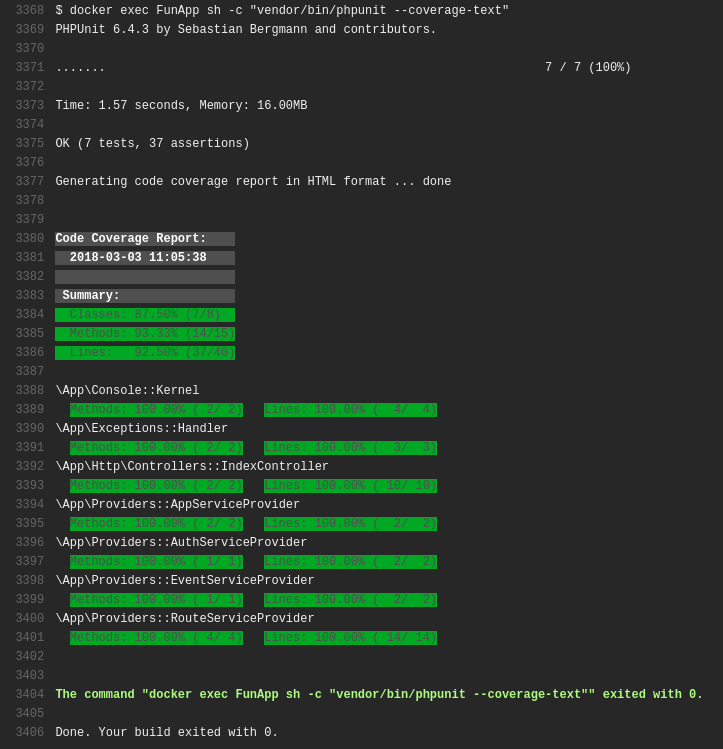 3368 $ docker exec FunApp sh -c "vendor/bin/phpunit --coverage-text"
3369 PHPUnit 6.4.3 by Sebastian Bergmann and contributors.
3370
3371 ....... 7 / 7 (100%)
3372
3373 Time: 1.57 seconds, Memory: 16.00MB
3374
3375 OK (7 tests, 37 assertions)
3376
3377 Generating code coverage report in HTML format ... done
3378
3379
3380 Code Coverage Report:
3381 2018-03-03 11:05:38
3382
3383 Summary:
3384 Classes: 87.50% (7/8)
3385 Methods: 93.33% (14/15)
3386 Lines: 92.50% (37/40)
3387
3388 \App\Console::Kernel
3389 Methods: 100.00% ( 2/ 2) Lines: 100.00% ( 4/ 4)
3390 \App\Exceptions::Handler
3391 Methods: 100.00% ( 2/ 2) Lines: 100.00% ( 3/ 3)
3392 \App\Http\Controllers::IndexController
3393 Methods: 100.00% ( 2/ 2) Lines: 100.00% ( 10/ 10)
3394 \App\Providers::AppServiceProvider
3395 Methods: 100.00% ( 2/ 2) Lines: 100.00% ( 2/ 2)
3396 \App\Providers::AuthServiceProvider
3397 Methods: 100.00% ( 1/ 1) Lines: 100.00% ( 2/ 2)
3398 \App\Providers::EventServiceProvider
3399 Methods: 100.00% ( 1/ 1) Lines: 100.00% ( 2/ 2)
3400 \App\Providers::RouteServiceProvider
3401 Methods: 100.00% ( 4/ 4) Lines: 100.00% ( 14/ 14)
3402
3403
3404 The command "docker exec FunApp sh -c "vendor/bin/phpunit --coverage-text"" exited with 0.
3405
3406 Done. Your build exited with 0.